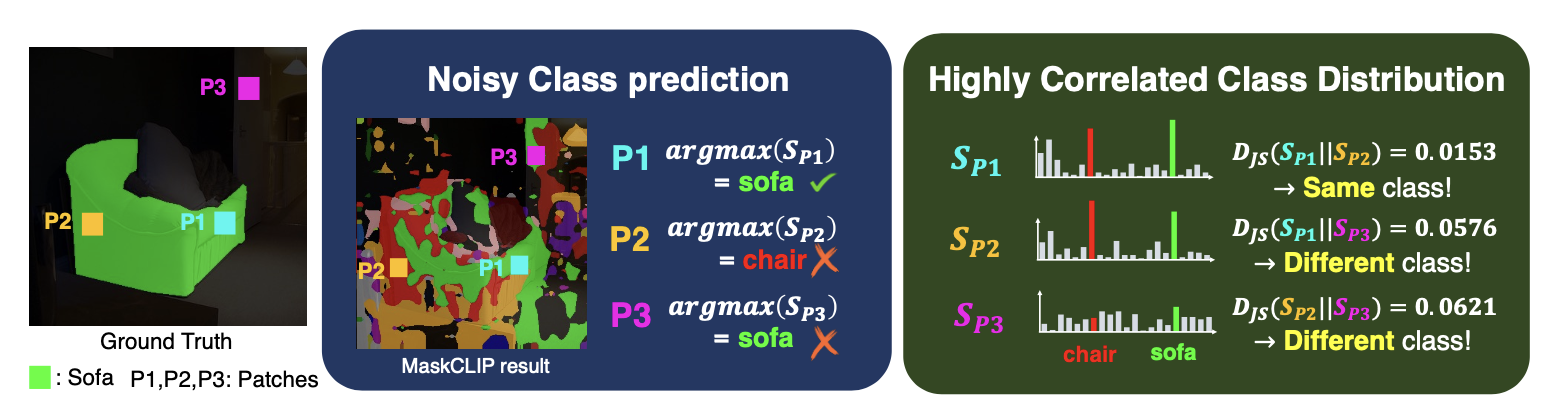 P3
P2
P1
Ground Truth
: Sofa P1,P2,P3: Patches
Noisy Class prediction
P3
P2
P1
MaskCLIP result
P1 argmax(S_{P1})
= sofa ✓
P2 argmax(S_{P2})
= chair ✗
P3 argmax(S_{P3})
= sofa ✗
Highly Correlated Class Distribution
S_{P1}
S_{P2}
S_{P3}
chair sofa
D_{JS}(S_{P1}||S_{P2}) = 0.0153
→ Same class!
D_{JS}(S_{P1}||S_{P3}) = 0.0576
→ Different class!
D_{JS}(S_{P2}||S_{P3}) = 0.0621
→ Different class!